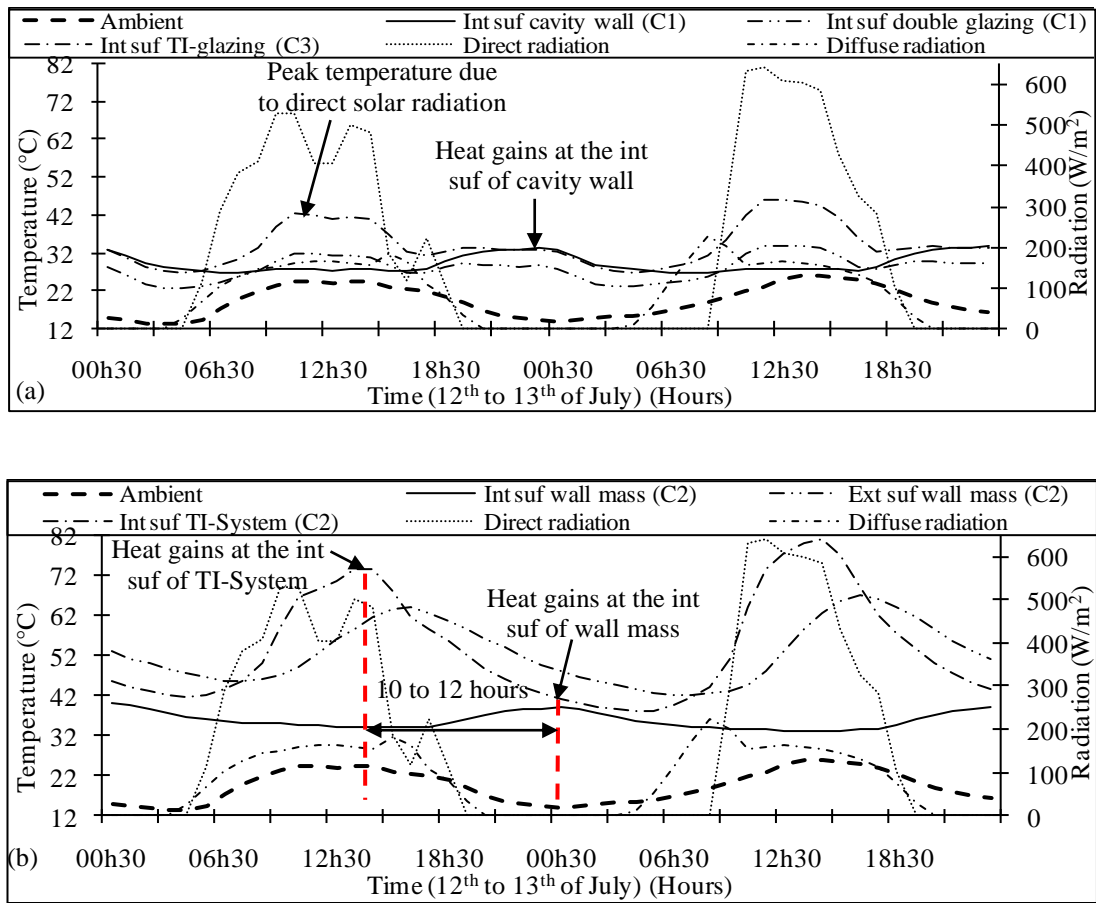 Ambient
Int suf cavity wall (C1)
Int suf double glazing (C1)
Int suf TI-glazing (C3)
Direct radiation
Diffuse radiation
Temperature (°C)
82
72
62
52
42
32
22
12
Peak temperature due
to direct solar radiation
Heat gains at the int
suf of cavity wall
600
500
400
300
200
100
0
Radiation (W/m²)
00h30 06h30 12h30 18h30 00h30 06h30 12h30 18h30
(a)
Time (12th to 13th of July) (Hours)
Ambient
Int suf wall mass (C2)
Ext suf wall mass (C2)
Int suf TI-System (C2)
Direct radiation
Diffuse radiation
Temperature (°C)
82
72
62
52
42
32
22
12
Heat gains at the int
suf of TI-System
Heat gains at the int
suf of wall mass
10 to 12 hours
600
500
400
300
200
100
0
Radiation (W/m²)
(b)
00h30 06h30 12h30 18h30 00h30 06h30 12h30 18h30
Time (12th to 13th of July) (Hours)